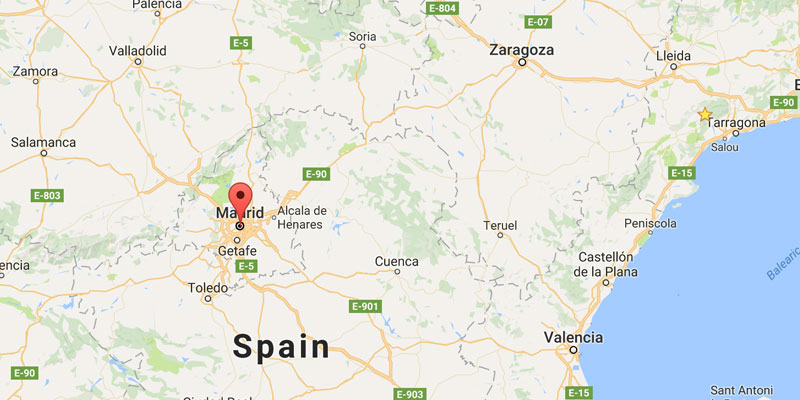 Palencia
E-804
E-07
Soria
E-5
Valladolid
Zaragoza
Lleida
Zamora
E-90
Tarragona
Salamanca
Salou
E-90
E-15
E-803
Madrid
Alcala de
Henares
Teruel
Peniscola
Getafe
E-5
Cuenca
Castellón
de la Plana
Toledo
E-901
Valencia
Spain
E-90
E-903
E-15
Sant Antoni